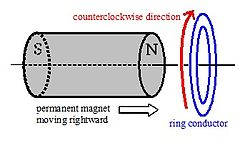 counterclockwise direction
S
N
permanent magnet
moving rightward
ring conductor